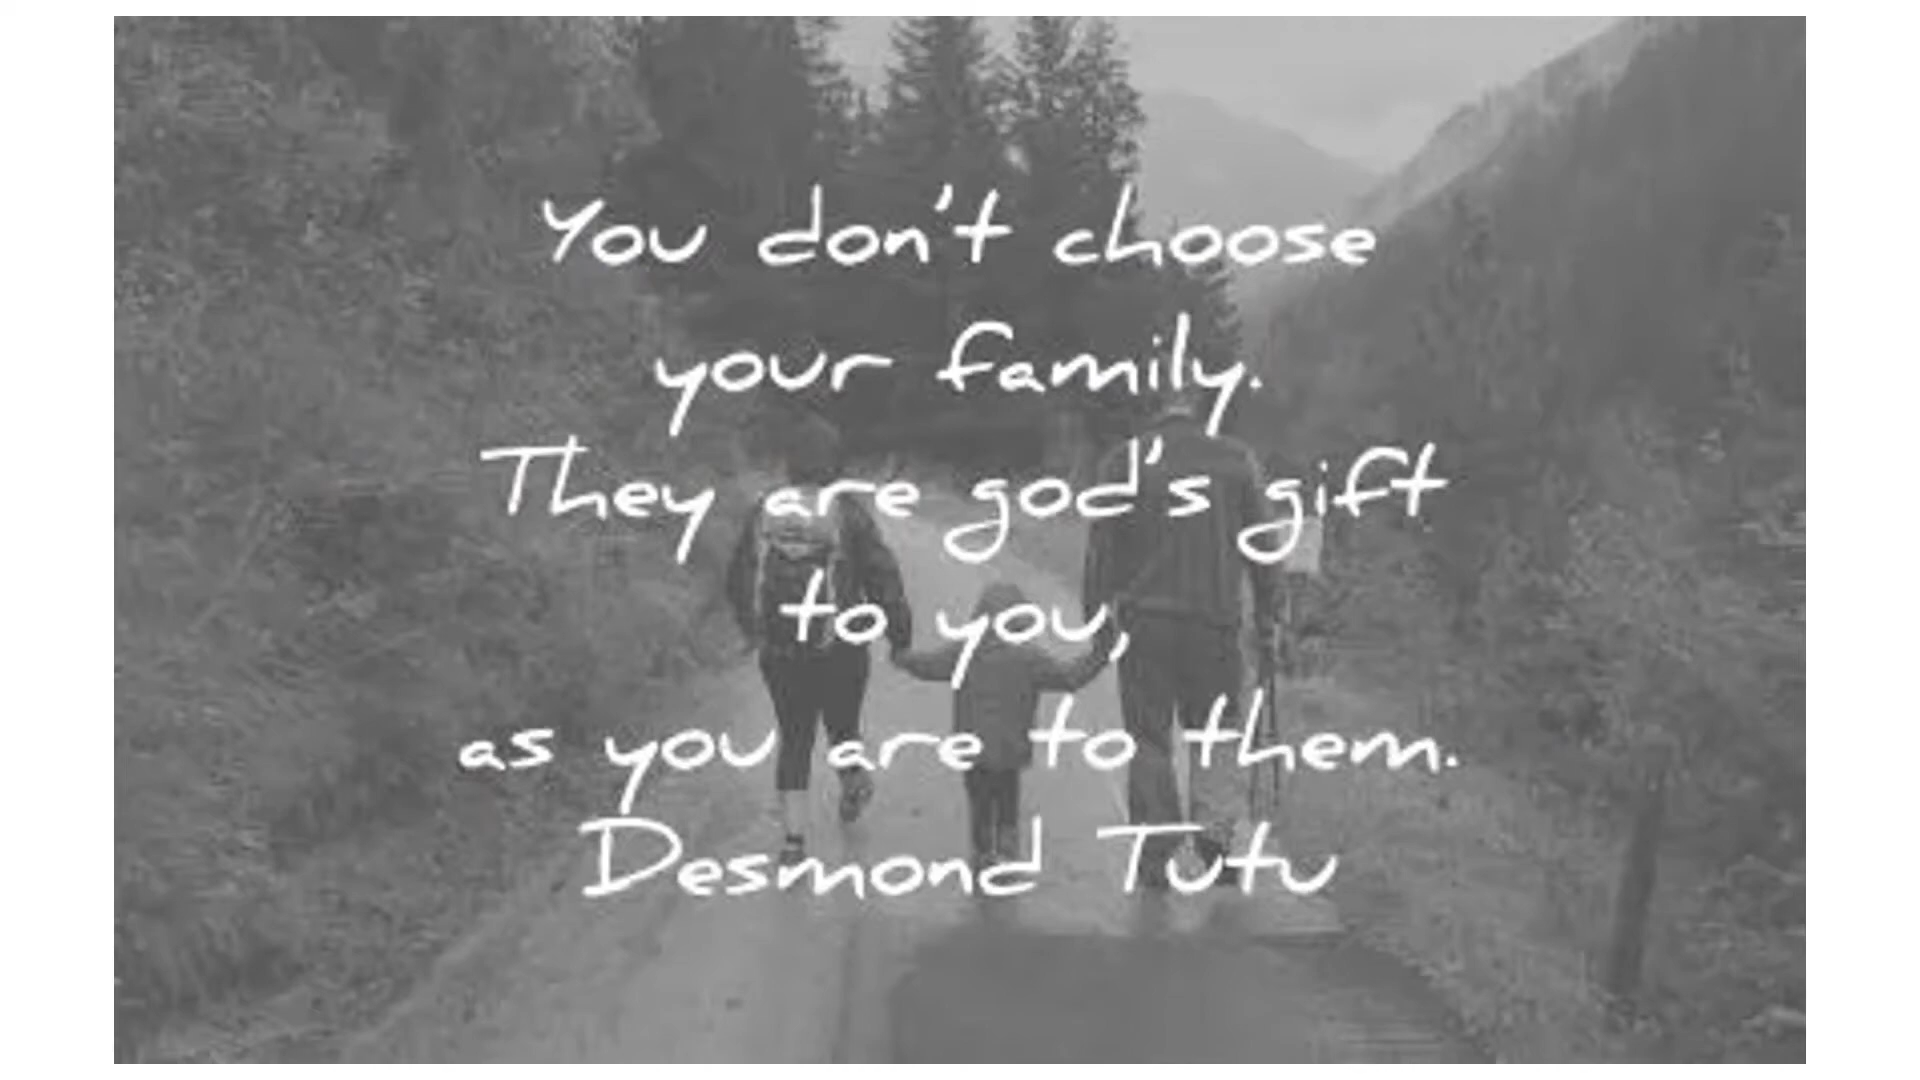 You don't choose
your family.
They are god's gift
to you,
as you are to them.
Desmond Tutu